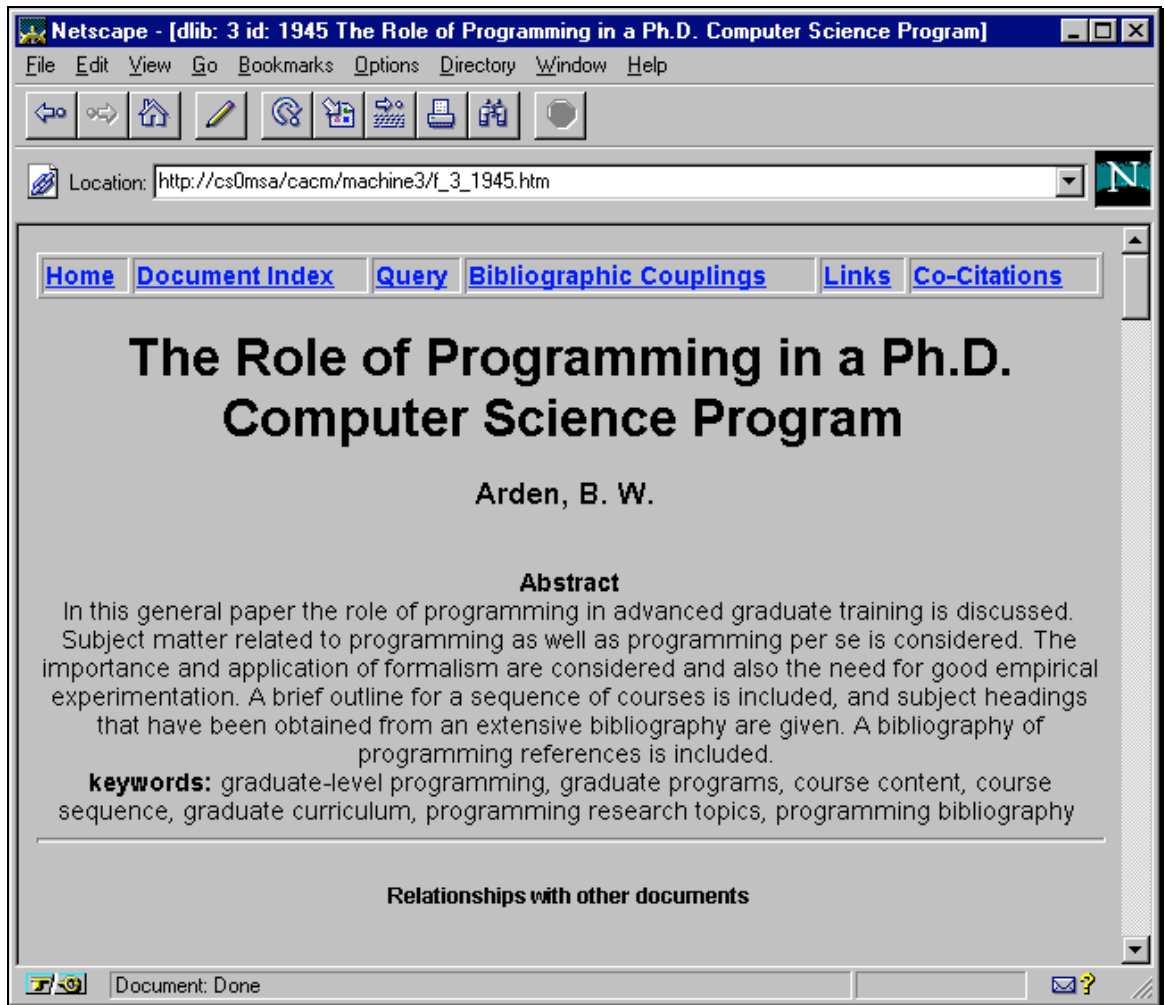 Netscape - [dlib: 3 id: 1945 The Role of Programming in a Ph.D. Computer Science Program]
File Edit View Go Bookmarks Options Directory Window Help
Location: http://cs0msa/cacm/machine3/f_3_1945.htm
N
Home Document Index Query Bibliographic Couplings Links Co-Citations
The Role of Programming in a Ph.D.
Computer Science Program
Arden, B. W.
Abstract
In this general paper the role of programming in advanced graduate training is discussed.
Subject matter related to programming as well as programming per se is considered. The
importance and application of formalism are considered and also the need for good empirical
experimentation. A brief outline for a sequence of courses is included, and subject headings
that have been obtained from an extensive bibliography are given. A bibliography of
programming references is included.
keywords: graduate-level programming, graduate programs, course content, course
sequence, graduate curriculum, programming research topics, programming bibliography
Relationships with other documents
Document: Done
?